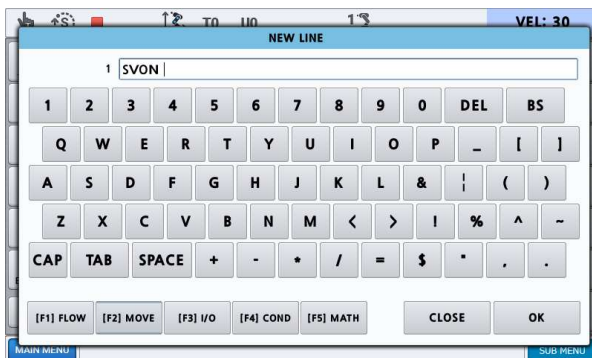 T0 U0 VEL: 30
NEW LINE
1 SVON
1 2 3 4 5 6 7 8 9 0 DEL BS
Q W E R T Y U I O P _ [ ]
A S D F G H J K L & ¦ ( )
Z X C V B N M < > ! % ^ ~
CAP TAB SPACE + - * / = $ " , .
[F1] FLOW [F2] MOVE [F3] I/O [F4] COND [F5] MATH CLOSE OK
MAIN MENU SUB MENU